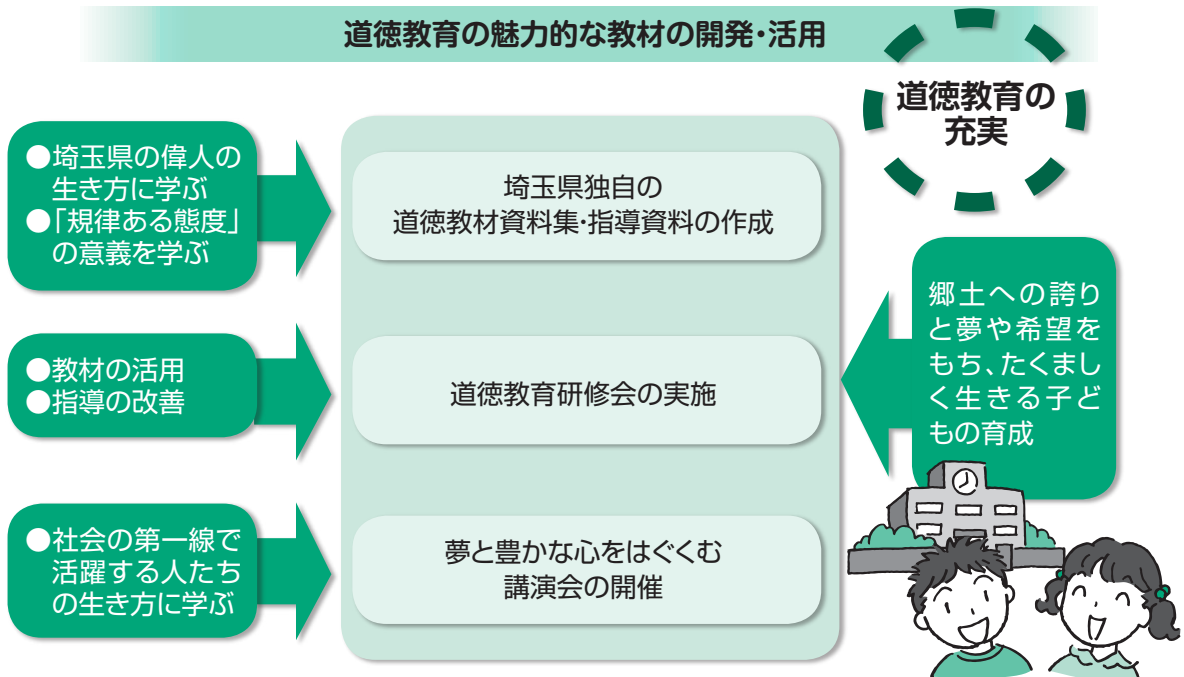 道徳教育の魅力的な教材の開発・活用
道徳教育の
充実
●埼玉県の偉人の
生き方に学ぶ
●「規律ある態度」
の意義を学ぶ
埼玉県独自の
道徳教材資料集・指導資料の作成
●教材の活用
●指導の改善
道徳教育研修会の実施
●社会の第一線で
活躍する人たち
の生き方に学ぶ
夢と豊かな心をはぐくむ
講演会の開催
郷土への誇り
と夢や希望を
もち、たくまし
く生きる子ど
もの育成